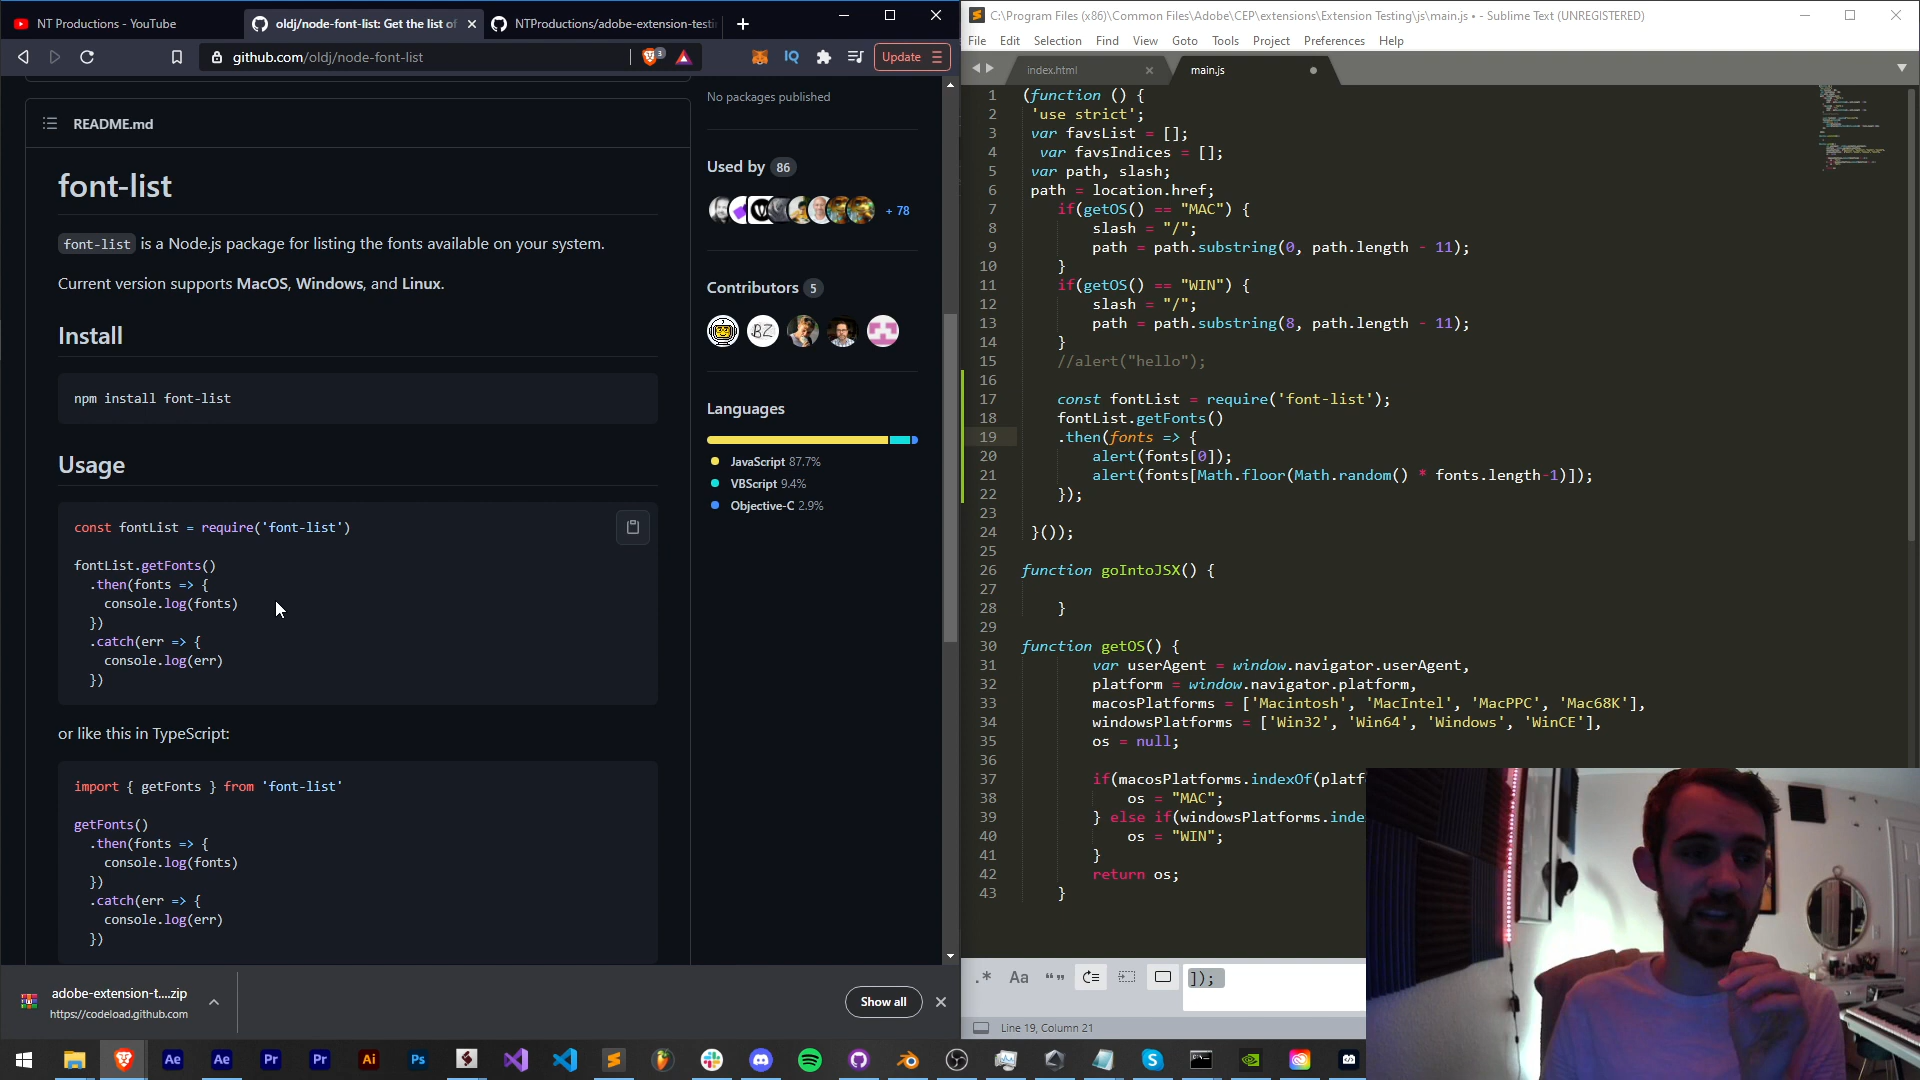 NT Productions - YouTube
oldj/node-font-list: Get the list of
NTProductions/adobe-extension-testi
github.com/oldj/node-font-list
3
IQ
Update
README.md
font-list
font-list is a Node.js package for listing the fonts available on your system.
Current version supports MacOS, Windows, and Linux.
Install
npm install font-list
Usage
const fontList = require('font-list')
fontList.getFonts()
.then(fonts => {
console.log(fonts)
})
.catch(err => {
console.log(err)
})
or like this in TypeScript:
import { getFonts } from 'font-list'
getFonts()
.then(fonts => {
console.log(fonts)
})
.catch(err => {
console.log(err)
})
No packages published
Used by 86
+ 78
Contributors 5
BZ
Languages
JavaScript 87.7%
VBScript 9.4%
Objective-C 2.9%
adobe-extension-t....zip
https://codeload.github.com
Show all
C:\Program Files (x86)\Common Files\Adobe\CEP\extensions\Extension Testing\js\main.js • - Sublime Text (UNREGISTERED)
File Edit Selection Find View Goto Tools Project Preferences Help
index.html
main.js
1 (function () {
2 'use strict';
3 var favsList = [];
4 var favsIndices = [];
5 var path, slash;
6 path = location.href;
7 if(getOS() == "MAC") {
8 slash = "/";
9 path = path.substring(0, path.length - 11);
10 }
11 if(getOS() == "WIN") {
12 slash = "/";
13 path = path.substring(8, path.length - 11);
14 }
15 //alert("hello");
16
17 const fontList = require('font-list');
18 fontList.getFonts()
19 .then(fonts => {
20 alert(fonts[0]);
21 alert(fonts[Math.floor(Math.random() * fonts.length-1)]);
22 });
23
24 }());
25
26 function goIntoJSX() {
27
28 }
29
30 function getOS() {
31 var userAgent = window.navigator.userAgent,
32 platform = window.navigator.platform,
33 macosPlatforms = ['Macintosh', 'MacIntel', 'MacPPC', 'Mac68K'],
34 windowsPlatforms = ['Win32', 'Win64', 'Windows', 'WinCE'],
35 os = null;
36
37 if(macosPlatforms.indexOf(platf
38 os = "MAC";
39 } else if(windowsPlatforms.inde
40 os = "WIN";
41 }
42 return os;
43 }
.* Aa “” ]);
Line 19, Column 21
Ae Ae Pr Pr Ai Ps